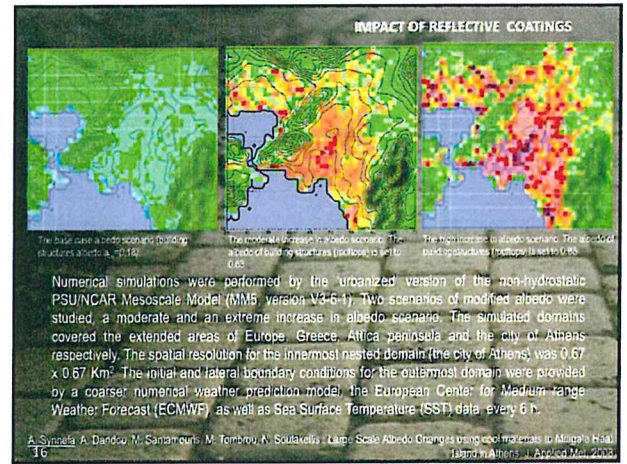 IMPACT OF REFLECTIVE COATINGS
The base case albedo scenario (building
structures albedo a =0.18)
The moderate increase in albedo scenario. The
albedo of building structures (rooftops) is set to
0.63
The high increase in albedo scenario. The albedo of
building structures (rooftops) is set to 0.85
Numerical simulations were performed by the 'urbanized' version of the non-hydrostatic
PSU/NCAR Mesoscale Model (MM5, version V3-6-1). Two scenarios of modified albedo were
studied, a moderate and an extreme increase in albedo scenario. The simulated domains
covered the extended areas of Europe, Greece, Attica peninsula and the city of Athens
respectively. The spatial resolution for the innermost nested domain (the city of Athens) was 0.67
x 0.67 Km². The initial and lateral boundary conditions for the outermost domain were provided
by a coarser numerical weather prediction model, the European Center for Medium range
Weather Forecast (ECMWF), as well as Sea Surface Temperature (SST) data, every 6 h.
A. Synnefa, A. Dandou, M. Santamouris, M. Tombrou, N. Soulakellis : Large Scale Albedo Changes using cool materials to Mitigate Heat
Island in Athens, J. Applied Met, 2008
16